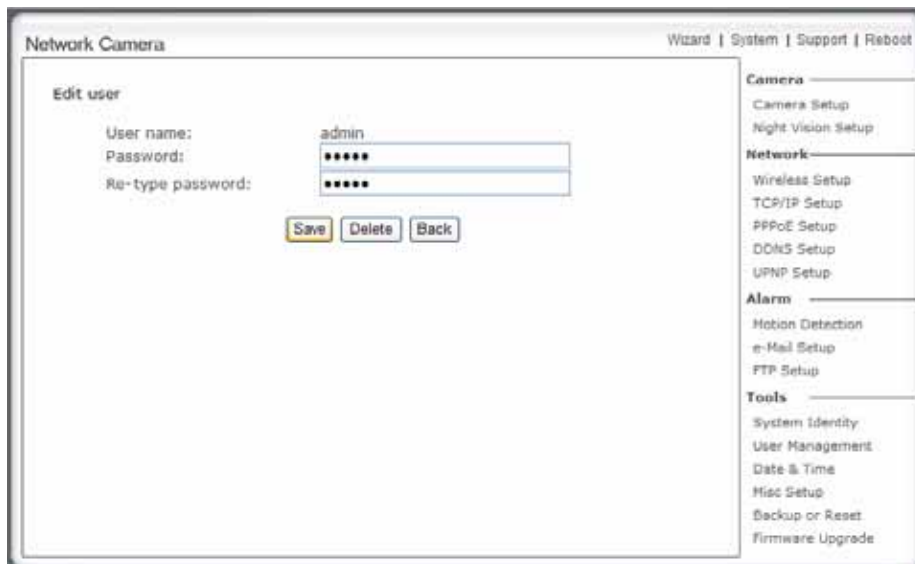 Network Camera
Wizard | System | Support | Reboot
Edit user
User name: admin
Password: •••••
Re-type password: •••••
Save Delete Back
Camera
Camera Setup
Night Vision Setup
Network
Wireless Setup
TCP/IP Setup
PPPoE Setup
DDNS Setup
UPNP Setup
Alarm
Motion Detection
e-Mail Setup
FTP Setup
Tools
System Identity
User Management
Date & Time
Misc Setup
Backup or Reset
Firmware Upgrade